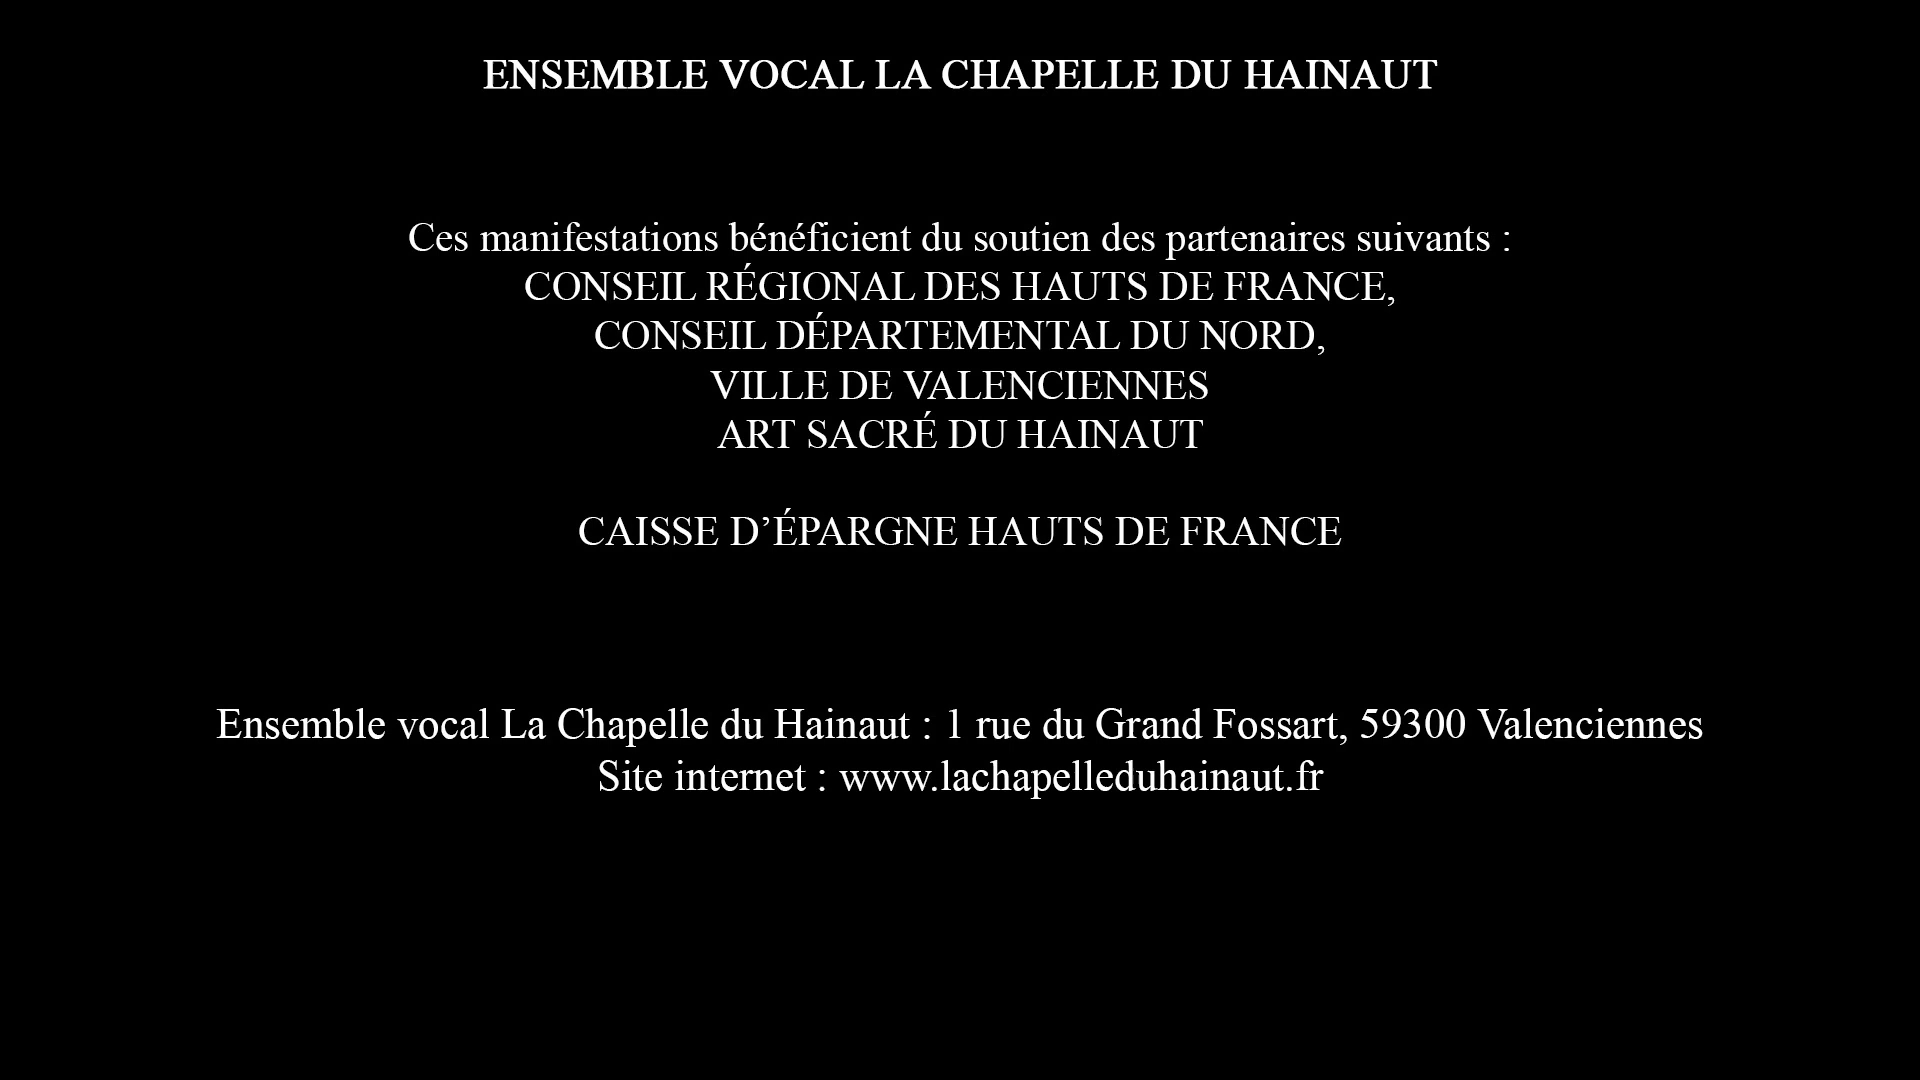 ENSEMBLE VOCAL LA CHAPELLE DU HAINAUT
Ces manifestations bénéficient du soutien des partenaires suivants :
CONSEIL RÉGIONAL DES HAUTS DE FRANCE,
CONSEIL DÉPARTEMENTAL DU NORD,
VILLE DE VALENCIENNES
ART SACRÉ DU HAINAUT
CAISSE D’ÉPARGNE HAUTS DE FRANCE
Ensemble vocal La Chapelle du Hainaut : 1 rue du Grand Fossart, 59300 Valenciennes
Site internet : www.lachapelleduhainaut.fr